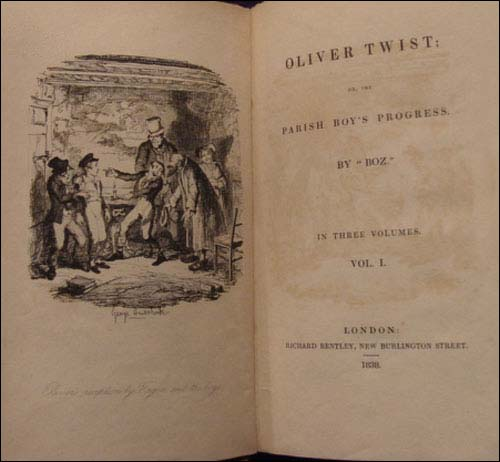 George Cruikshank
Oliver's reception by Fagin and the boys
OLIVER TWIST;
OR, THE
PARISH BOY'S PROGRESS.
BY "BOZ."
IN THREE VOLUMES.
VOL. I.
LONDON:
RICHARD BENTLEY, NEW BURLINGTON STREET.
1838.